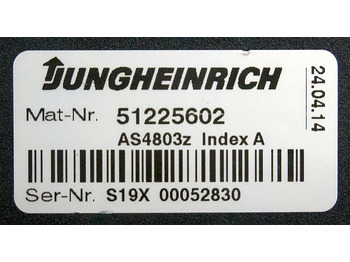 JUNGHEINRICH
Mat-Nr. 51225602
AS4803z Index A
Ser-Nr. S19X 00052830
24.04.14